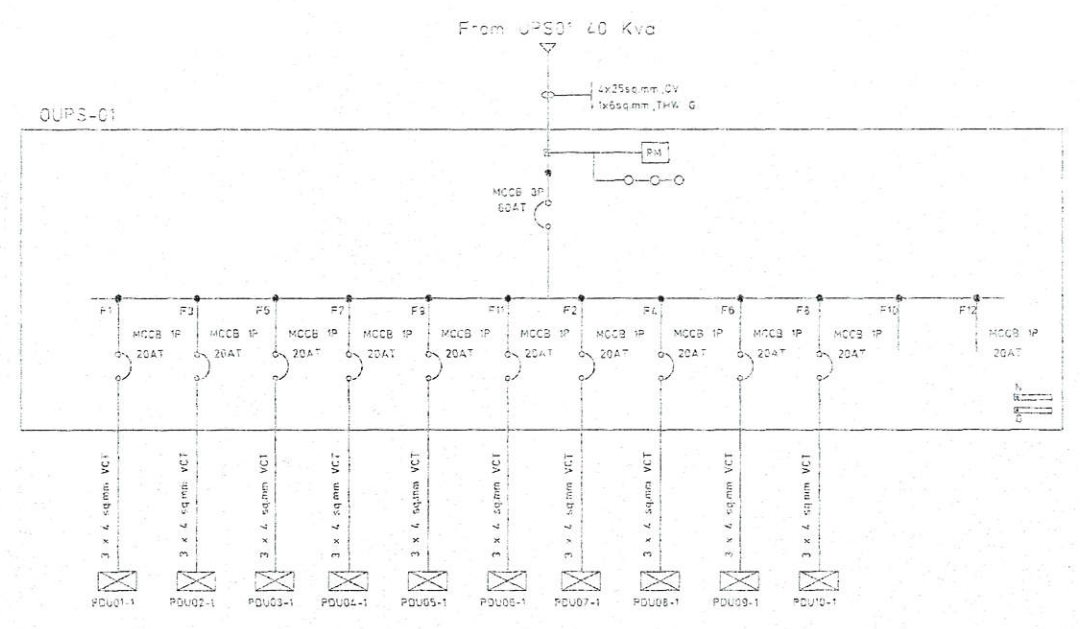 From UPS01 40 Kva
4x25sq.mm.,CV
1x6sq.mm.,THW G
OUPS-01
PM
MCCB 3P
60AT
F1 F3 F5 F7 F9 F11 F2 F4 F6 F8 F10 F12
MCCB 1P MCCB 1P MCCB 1P MCCB 1P MCCB 1P MCCB 1P MCCB 1P MCCB 1P MCCB 1P MCCB 1P MCCB 1P
20AT 20AT 20AT 20AT 20AT 20AT 20AT 20AT 20AT 20AT 20AT
N
G
3 x 4 sq.mm VCT
3 x 4 sq.mm VCT
3 x 4 sq.mm VCT
3 x 4 sq.mm VCT
3 x 4 sq.mm VCT
3 x 4 sq.mm VCT
3 x 4 sq.mm VCT
3 x 4 sq.mm VCT
3 x 4 sq.mm VCT
3 x 4 sq.mm VCT
PDU01-1 PDU02-1 PDU03-1 PDU04-1 PDU05-1 PDU06-1 PDU07-1 PDU08-1 PDU09-1 PDU10-1